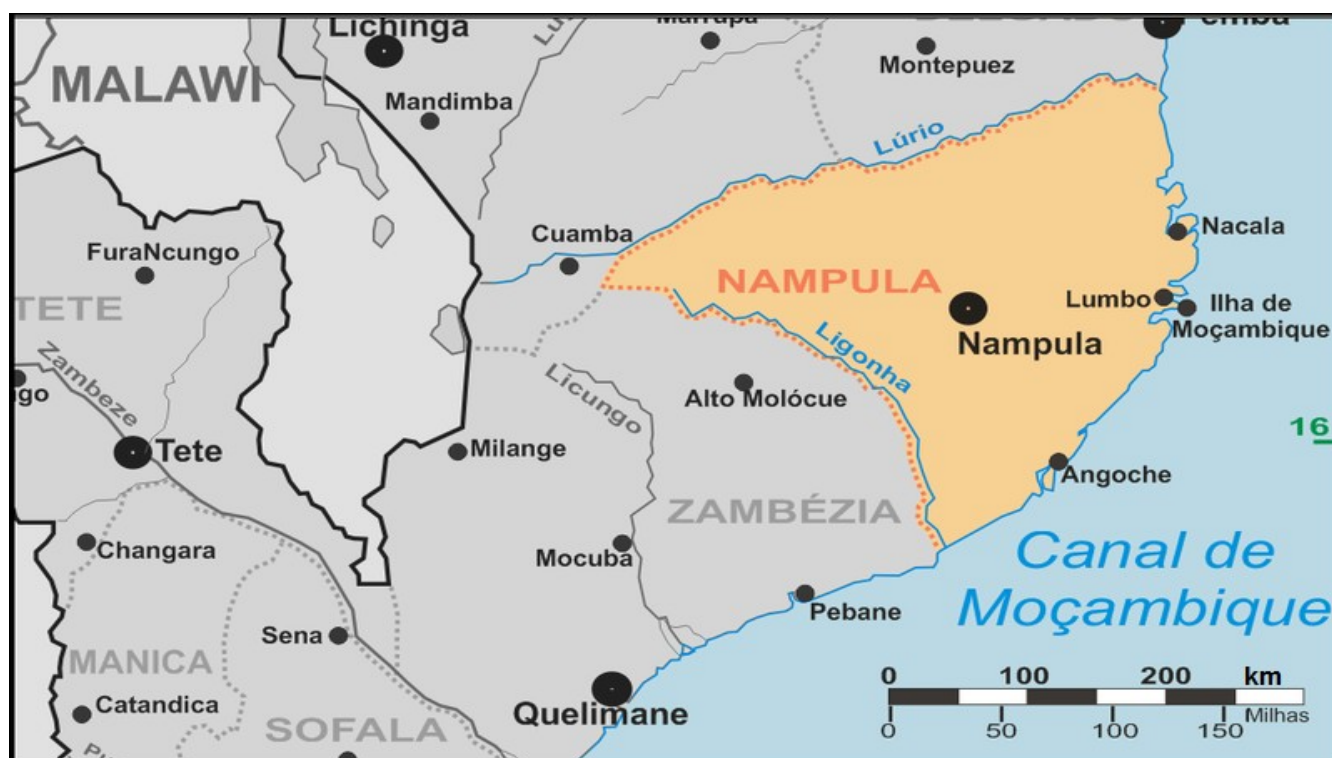 Lichinga
Marrupa
MALAWI
Montepuez
Mandimba
Lúrio
Cuamba
Nacala
FuraNcungo
NAMPULA
Lumbo
Ilha de
Moçambique
TETE
Nampula
Ligonha
Zambeze
Licungo
Alto Molócue
16
Tete
Milange
Angoche
ZAMBÉZIA
Changara
Mocuba
Canal de
Moçambique
Pebane
Sena
MANICA
0 100 200 km
Catandica
Quelimane
Milhas
SOFALA
0 50 100 150